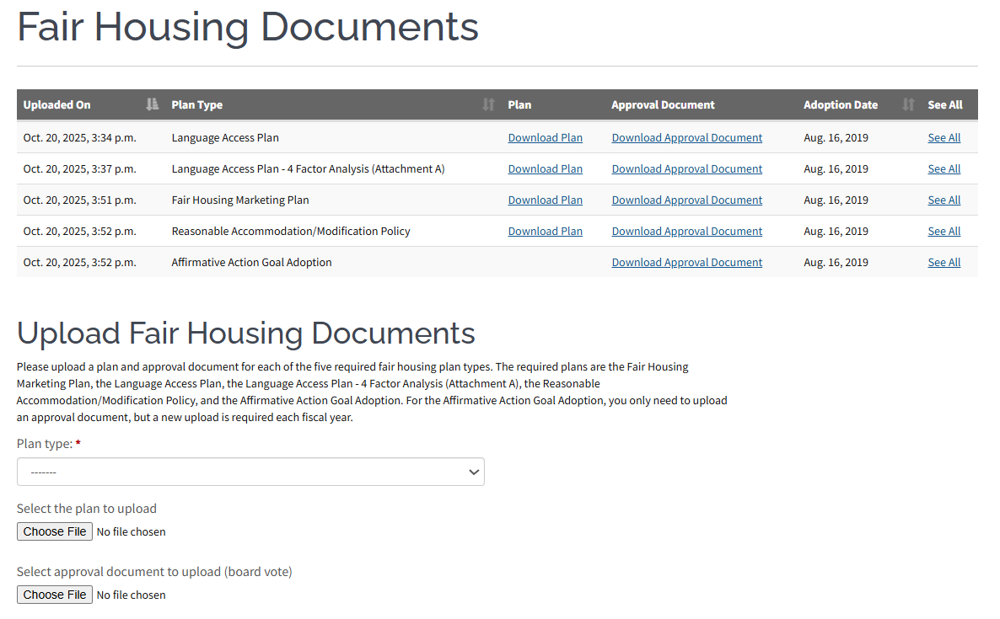 Fair Housing Documents
Uploaded On Plan Type Plan Approval Document Adoption Date See All
Oct. 20, 2025, 3:34 p.m. Language Access Plan Download Plan Download Approval Document Aug. 16, 2019 See All
Oct. 20, 2025, 3:37 p.m. Language Access Plan - 4 Factor Analysis (Attachment A) Download Plan Download Approval Document Aug. 16, 2019 See All
Oct. 20, 2025, 3:51 p.m. Fair Housing Marketing Plan Download Plan Download Approval Document Aug. 16, 2019 See All
Oct. 20, 2025, 3:52 p.m. Reasonable Accommodation/Modification Policy Download Plan Download Approval Document Aug. 16, 2019 See All
Oct. 20, 2025, 3:52 p.m. Affirmative Action Goal Adoption Download Approval Document Aug. 16, 2019 See All
Upload Fair Housing Documents
Please upload a plan and approval document for each of the five required fair housing plan types. The required plans are the Fair Housing
Marketing Plan, the Language Access Plan, the Language Access Plan - 4 Factor Analysis (Attachment A), the Reasonable
Accommodation/Modification Policy, and the Affirmative Action Goal Adoption. For the Affirmative Action Goal Adoption, you only need to upload
an approval document, but a new upload is required each fiscal year.
Plan type: *
-------
Select the plan to upload
Choose File No file chosen
Select approval document to upload (board vote)
Choose File No file chosen